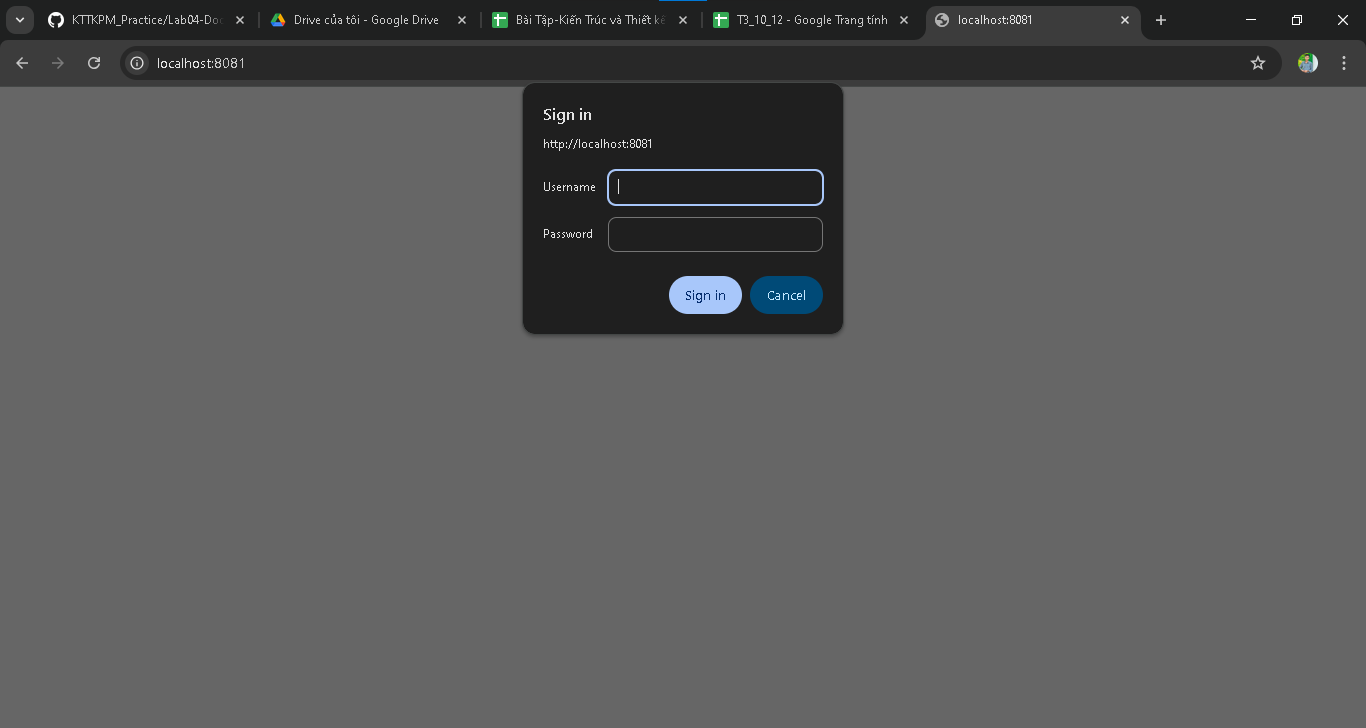 KTTKPM_Practice/Lab04-Doc
Drive của tôi - Google Drive
Bài Tập-Kiến Trúc và Thiết kế
T3_10_12 - Google Trang tính
localhost:8081
localhost:8081
Sign in
http://localhost:8081
Username
Password
Sign in
Cancel